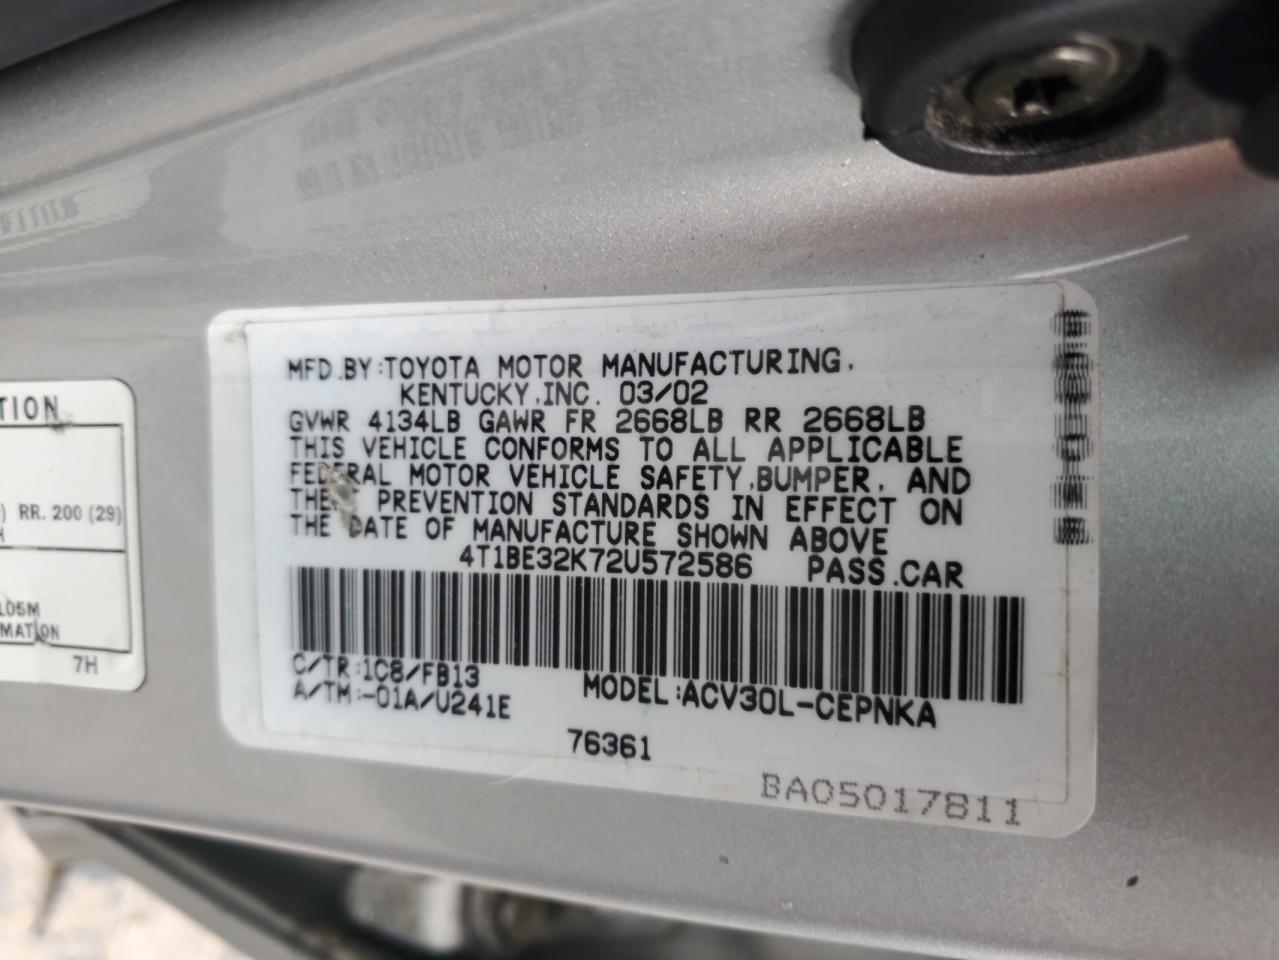 MFD.BY:TOYOTA MOTOR MANUFACTURING,
KENTUCKY,INC. 03/02
GVWR 4134LB GAWR FR 2668LB RR 2668LB
THIS VEHICLE CONFORMS TO ALL APPLICABLE
FEDERAL MOTOR VEHICLE SAFETY,BUMPER, AND
THEFT PREVENTION STANDARDS IN EFFECT ON
THE DATE OF MANUFACTURE SHOWN ABOVE
4T1BE32K72U572586 PASS.CAR
C/TR:1C8/FB13
A/TM:-01A/U241E
MODEL:ACV30L-CEPNKA
76361
BA05017811
TION
) RR. 200 (29)
105M
MATION
7H